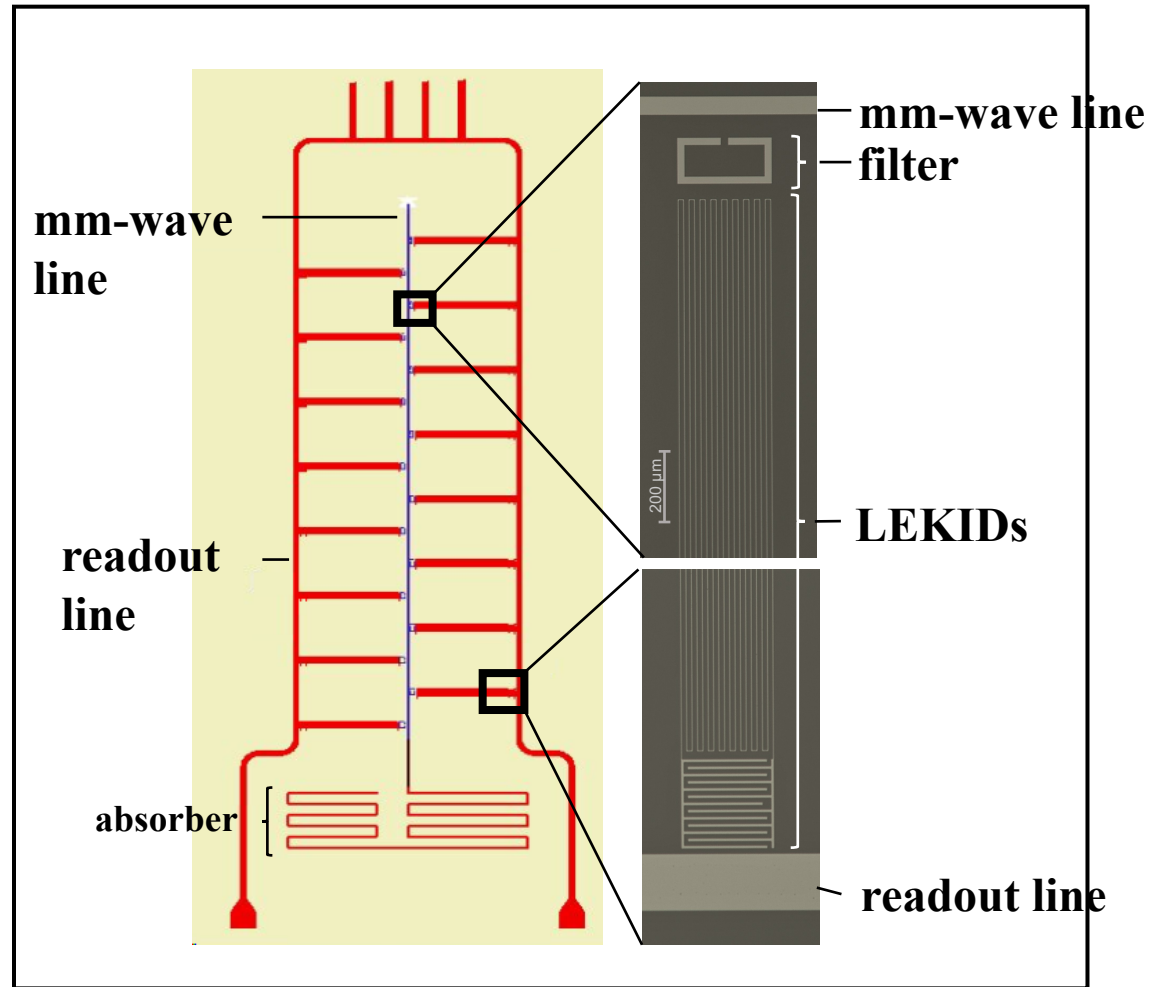 mm-wave
line
readout
line
absorber
mm-wave line
filter
200 µm
LEKIDs
readout line